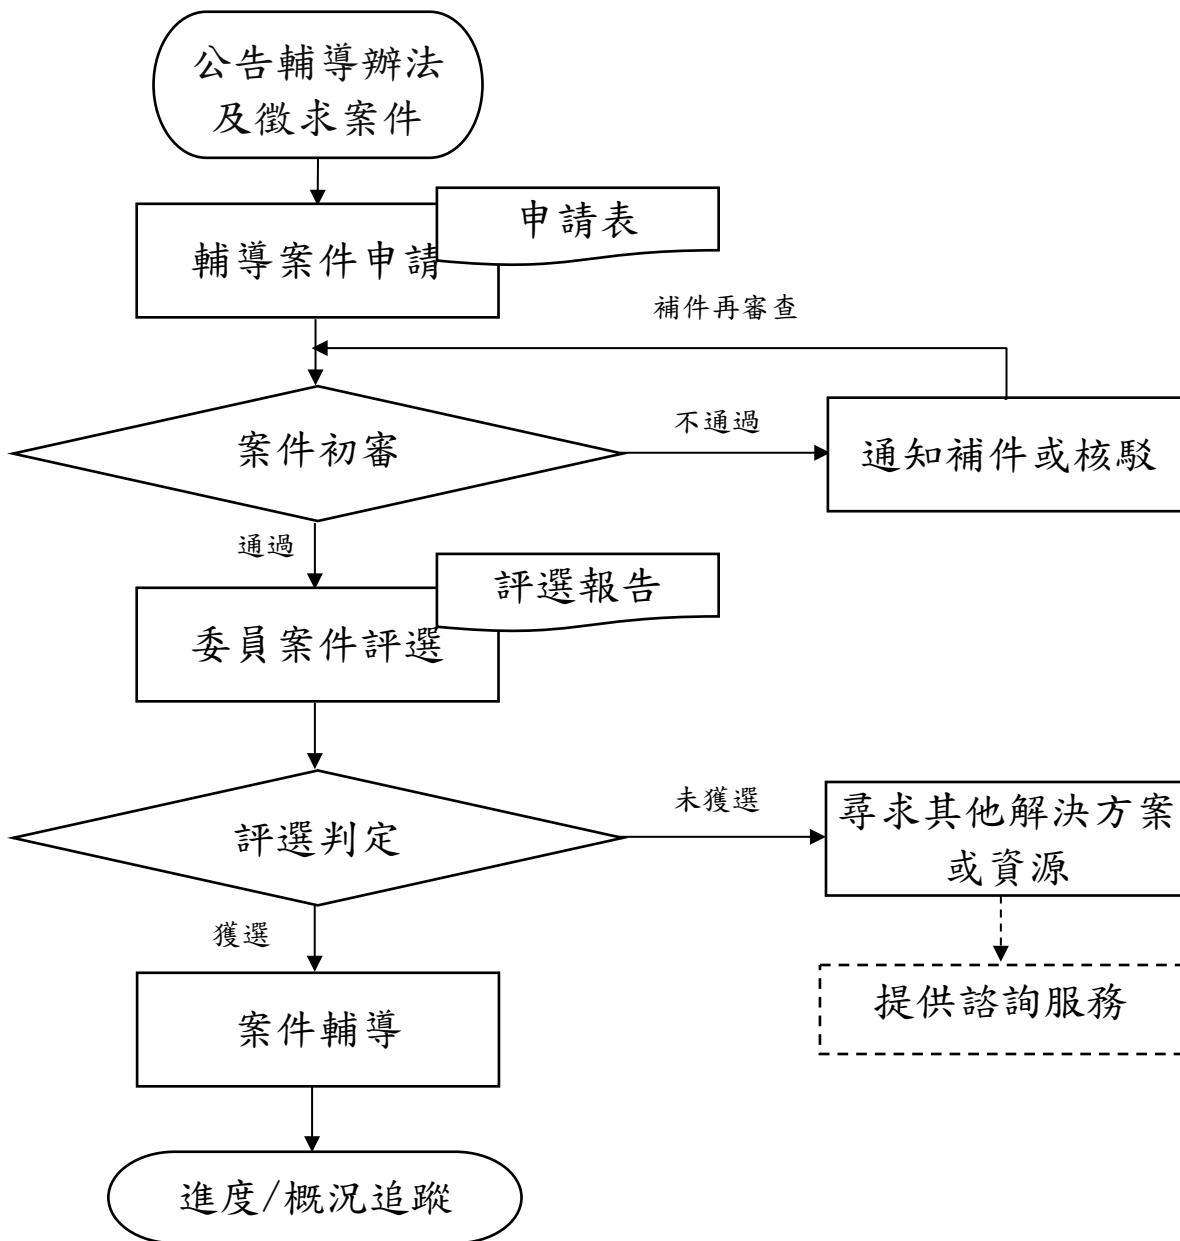 公告輔導辦法
及徵求案件
申請表
輔導案件申請
補件再審查
案件初審
不通過
通知補件或核駁
通過
評選報告
委員案件評選
評選判定
未獲選
尋求其他解決方案
或資源
獲選
提供諮詢服務
案件輔導
進度/概況追蹤